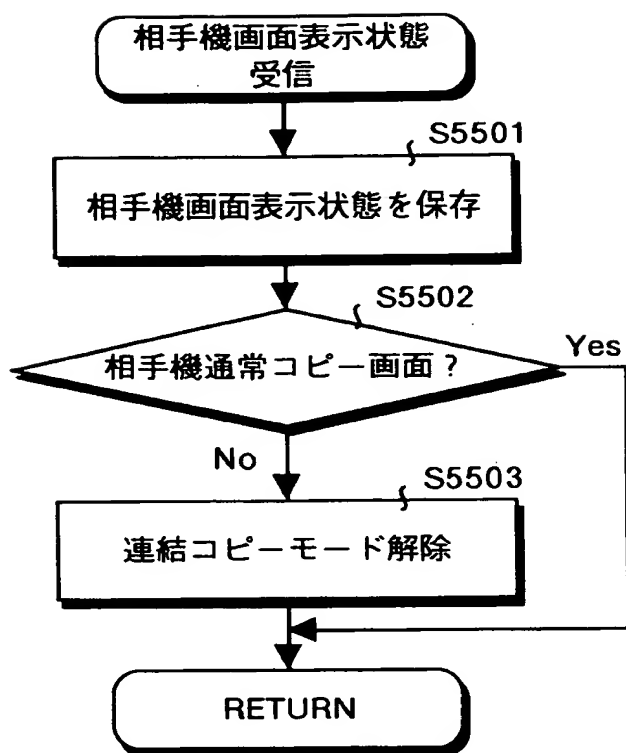 相手機画面表示状態
受信
S5501
相手機画面表示状態を保存
S5502
相手機通常コピー画面?
Yes
No
S5503
連結コピーモード解除
RETURN